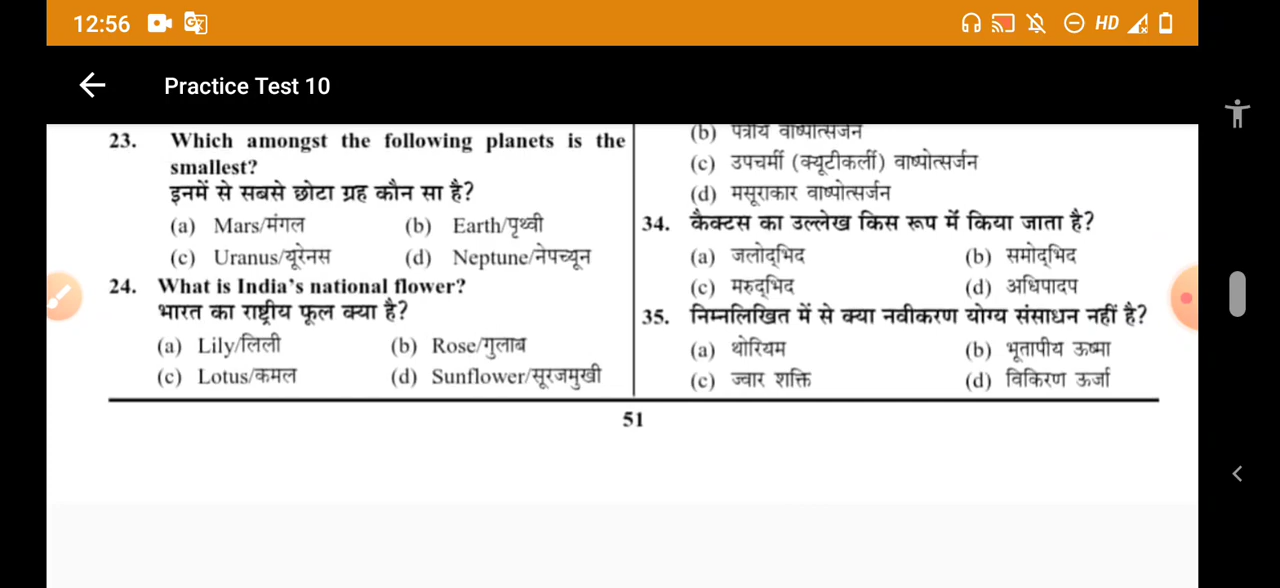 12:56
HD
Practice Test 10
23. Which amongst the following planets is the
smallest?
इनमें से सबसे छोटा ग्रह कौन सा है?
(a) Mars/मंगल (b) Earth/पृथ्वी
(c) Uranus/यूरेनस (d) Neptune/नेपच्यून
24. What is India's national flower?
भारत का राष्ट्रीय फूल क्या है?
(a) Lily/लिली (b) Rose/गुलाब
(c) Lotus/कमल (d) Sunflower/सूरजमुखी
(b) पत्रीय वाष्पोत्सर्जन
(c) उपचर्मी (क्यूटीकर्ली) वाष्पोत्सर्जन
(d) मसूराकार वाष्पोत्सर्जन
34. कैक्टस का उल्लेख किस रूप में किया जाता है?
(a) जलोद्भिद (b) समोद्भिद
(c) मरुद्भिद (d) अधिपादप
35. निम्नलिखित में से क्या नवीकरण योग्य संसाधन नहीं है?
(a) थोरियम (b) भूतापीय ऊष्मा
(c) ज्वार शक्ति (d) विकिरण ऊर्जा
51